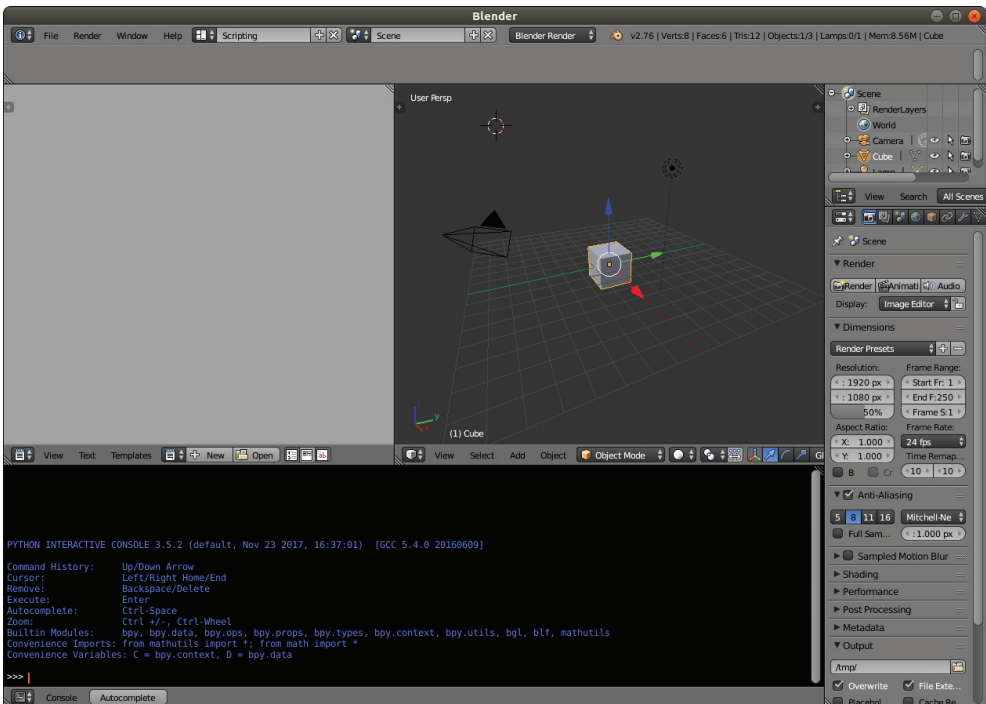 Blender
File Render Window Help Scripting Scene Blender Render v2.76 | Verts:8 | Faces:6 | Tris:12 | Objects:1/3 | Lamps:0/1 | Mem:8.56M | Cube
User Persp
(1) Cube
View Text Templates New Open
View Select Add Object Object Mode Gl
PYTHON INTERACTIVE CONSOLE 3.5.2 (default, Nov 23 2017, 16:37:01) [GCC 5.4.0 20160609]
Command History: Up/Down Arrow
Cursor: Left/Right Home/End
Remove: Backspace/Delete
Execute: Enter
Autocomplete: Ctrl-Space
Zoom: Ctrl +/-, Ctrl-Wheel
Builtin Modules: bpy, bpy.data, bpy.ops, bpy.props, bpy.types, bpy.context, bpy.utils, bgl, blf, mathutils
Convenience Imports: from mathutils import *; from math import *
Convenience Variables: C = bpy.context, D = bpy.data
>>>
Console Autocomplete
Scene
RenderLayers
World
Camera
Cube
Lamp
View Search All Scenes
Scene
Render
Render Animati Audio
Display: Image Editor
Dimensions
Render Presets
Resolution: Frame Range:
: 1920 px Start Fr: 1
: 1080 px End F:250
50% Frame S:1
Aspect Ratio: Frame Rate:
X: 1.000 24 fps
Y: 1.000 Time Remap...
B Cr 10 10
Anti-Aliasing
5 8 11 16 Mitchell-Ne
Full Sam... :1.000 px
Sampled Motion Blur
Shading
Performance
Post Processing
Metadata
Output
/tmp/
Overwrite File Exte...
Placehol Cache Re